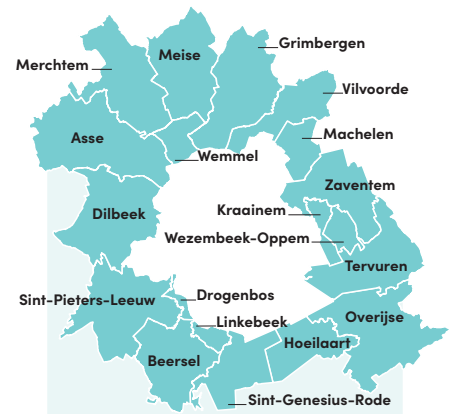 Grimbergen
Meise
Merchtem
Vilvoorde
Machelen
Asse
Wemmel
Zaventem
Kraainem
Dilbeek
Wezembeek-Oppem
Tervuren
Drogenbos
Sint-Pieters-Leeuw
Overijse
Linkebeek
Hoeilaart
Beersel
Sint-Genesius-Rode